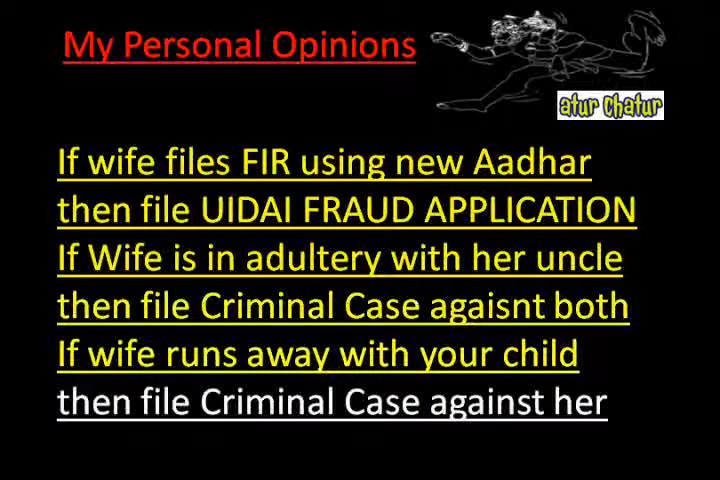 My Personal Opinions
atur chatur
If wife files FIR using new Aadhar
then file UIDAI FRAUD APPLICATION
If Wife is in adultery with her uncle
then file Criminal Case agaisnt both
If wife runs away with your child
then file Criminal Case against her